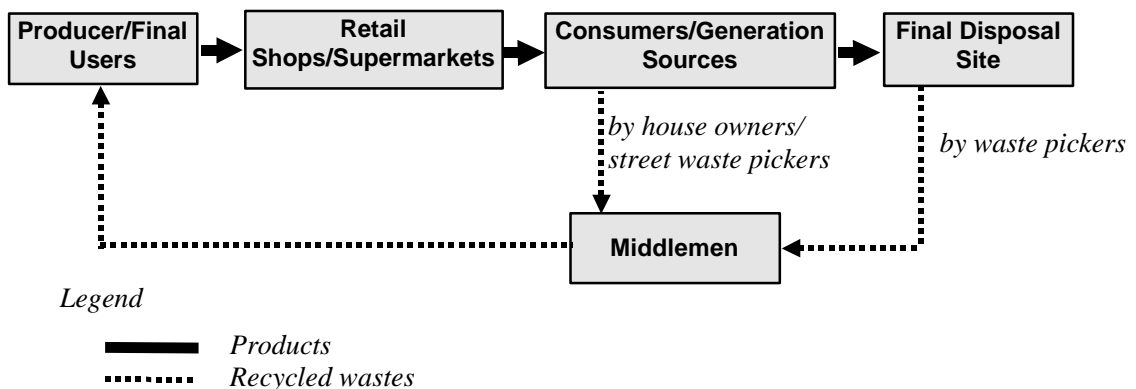 Producer/Final
Users
Retail
Shops/Supermarkets
Consumers/Generation
Sources
Final Disposal
Site
by house owners/
street waste pickers
by waste pickers
Middlemen
Legend
Products
Recycled wastes